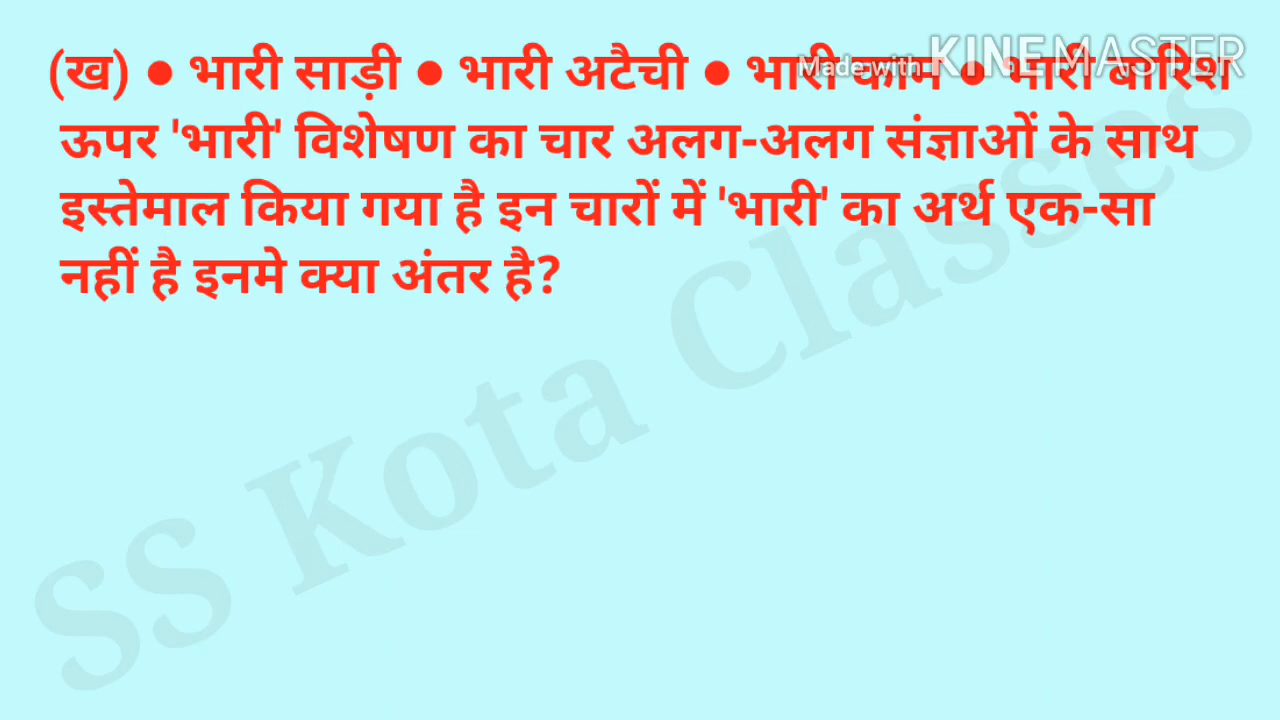 (ख) ● भारी साड़ी ● भारी अटैची ● भारी काम ● भारी बारिश
Made with KINEMASTER
ऊपर 'भारी' विशेषण का चार अलग-अलग संज्ञाओं के साथ
इस्तेमाल किया गया है इन चारों में 'भारी' का अर्थ एक-सा
नहीं है इनमे क्या अंतर है?
SS Kota Classes